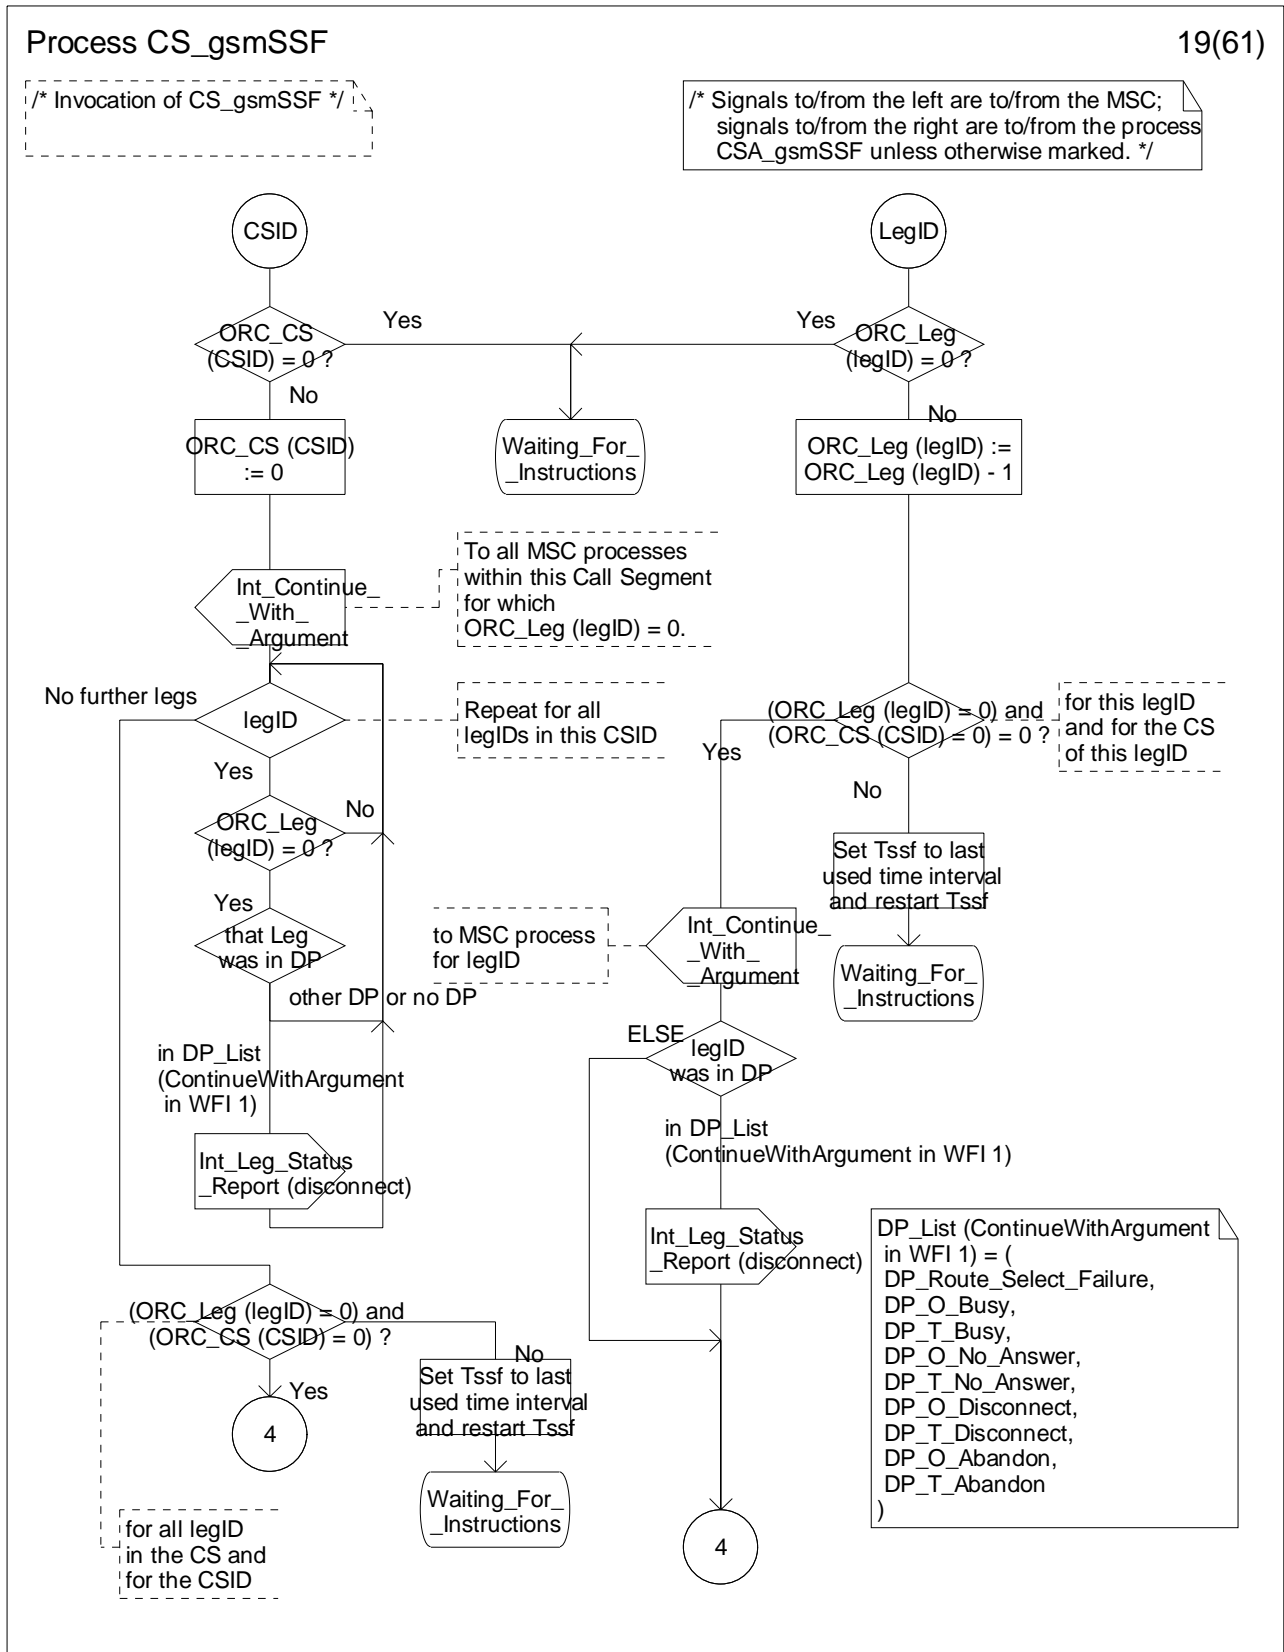 Process CS_gsmSSF
19(61)
/* Invocation of CS_gsmSSF */
/* Signals to/from the left are to/from the MSC;
signals to/from the right are to/from the process
CSA_gsmSSF unless otherwise marked. */
CSID
LegID
ORC_CS
(CSID) = 0 ?
Yes
No
Yes
ORC_Leg
(legID) = 0 ?
No
ORC_CS (CSID)
:= 0
Waiting_For_
_Instructions
ORC_Leg (legID) :=
ORC_Leg (legID) - 1
Int_Continue_
_With_
_Argument
To all MSC processes
within this Call Segment
for which
ORC_Leg (legID) = 0.
No further legs
legID
Repeat for all
legIDs in this CSID
Yes
(ORC_Leg (legID) = 0) and
(ORC_CS (CSID) = 0) = 0 ?
for this legID
and for the CS
of this legID
Yes
No
ORC_Leg
(legID) = 0 ?
No
Yes
Set Tssf to last
used time interval
and restart Tssf
that Leg
was in DP
other DP or no DP
to MSC process
for legID
Int_Continue_
_With_
_Argument
Waiting_For_
_Instructions
in DP_List
(ContinueWithArgument
in WFI 1)
ELSE
legID
was in DP
in DP_List
(ContinueWithArgument in WFI 1)
Int_Leg_Status
_Report (disconnect)
Int_Leg_Status
_Report (disconnect)
DP_List (ContinueWithArgument
in WFI 1) = (
DP_Route_Select_Failure,
DP_O_Busy,
DP_T_Busy,
DP_O_No_Answer,
DP_T_No_Answer,
DP_O_Disconnect,
DP_T_Disconnect,
DP_O_Abandon,
DP_T_Abandon
)
(ORC_Leg (legID) = 0) and
(ORC_CS (CSID) = 0) ?
No
Yes
Set Tssf to last
used time interval
and restart Tssf
4
Waiting_For_
_Instructions
for all legID
in the CS and
for the CSID
4